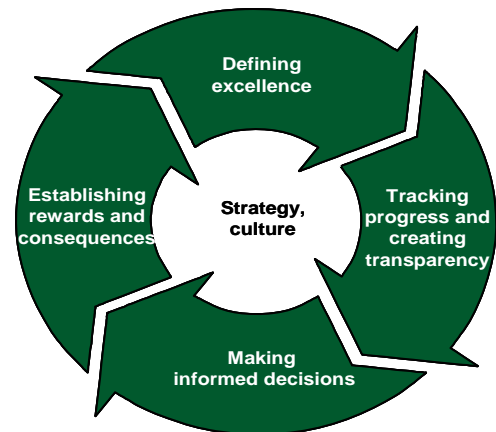 Defining
excellence
Tracking
progress and
creating
transparency
Making
informed decisions
Establishing
rewards and
consequences
Strategy,
culture